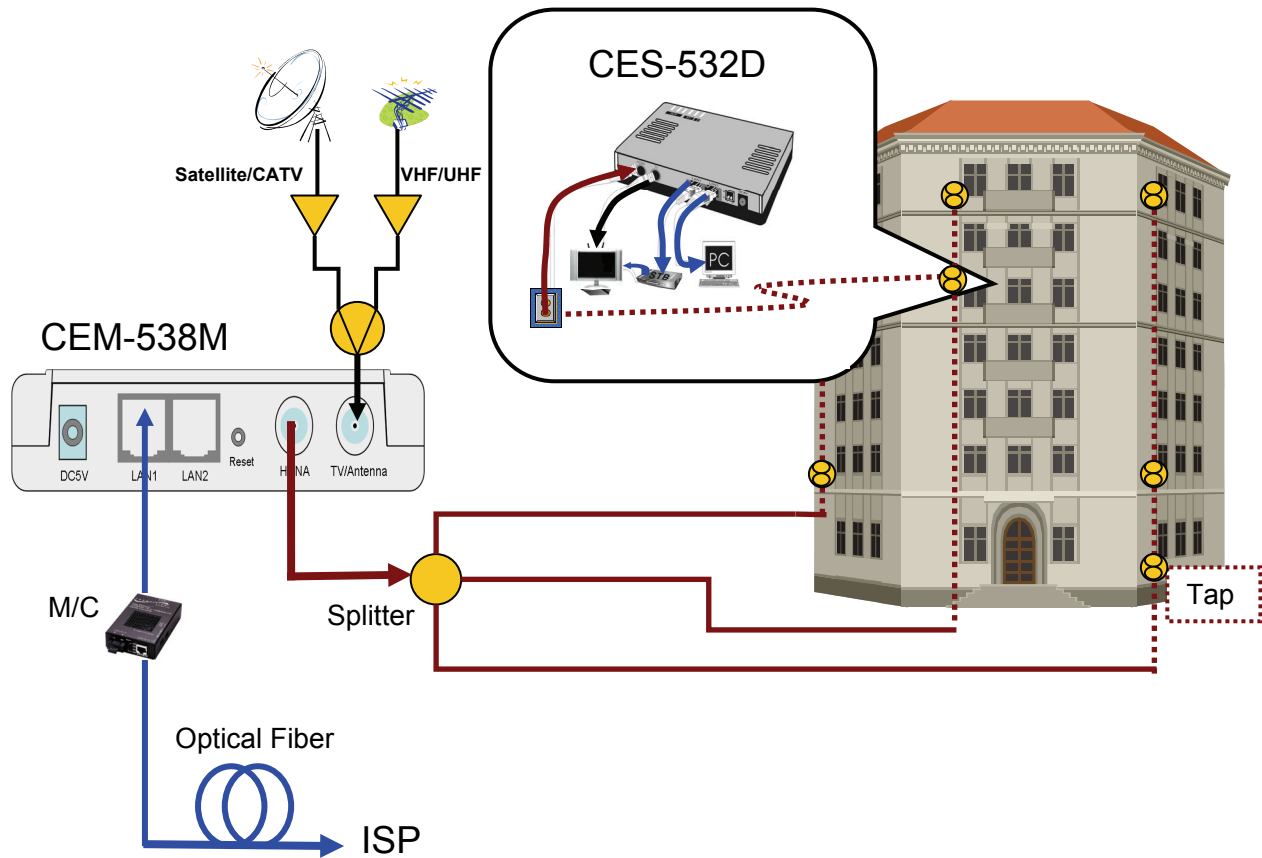 CES-532D
Satellite/CATV
VHF/UHF
STB
PC
CEM-538M
DC5V
LAN1
LAN2
Reset
HPNA
TV/Antenna
M/C
Splitter
Tap
Optical Fiber
ISP